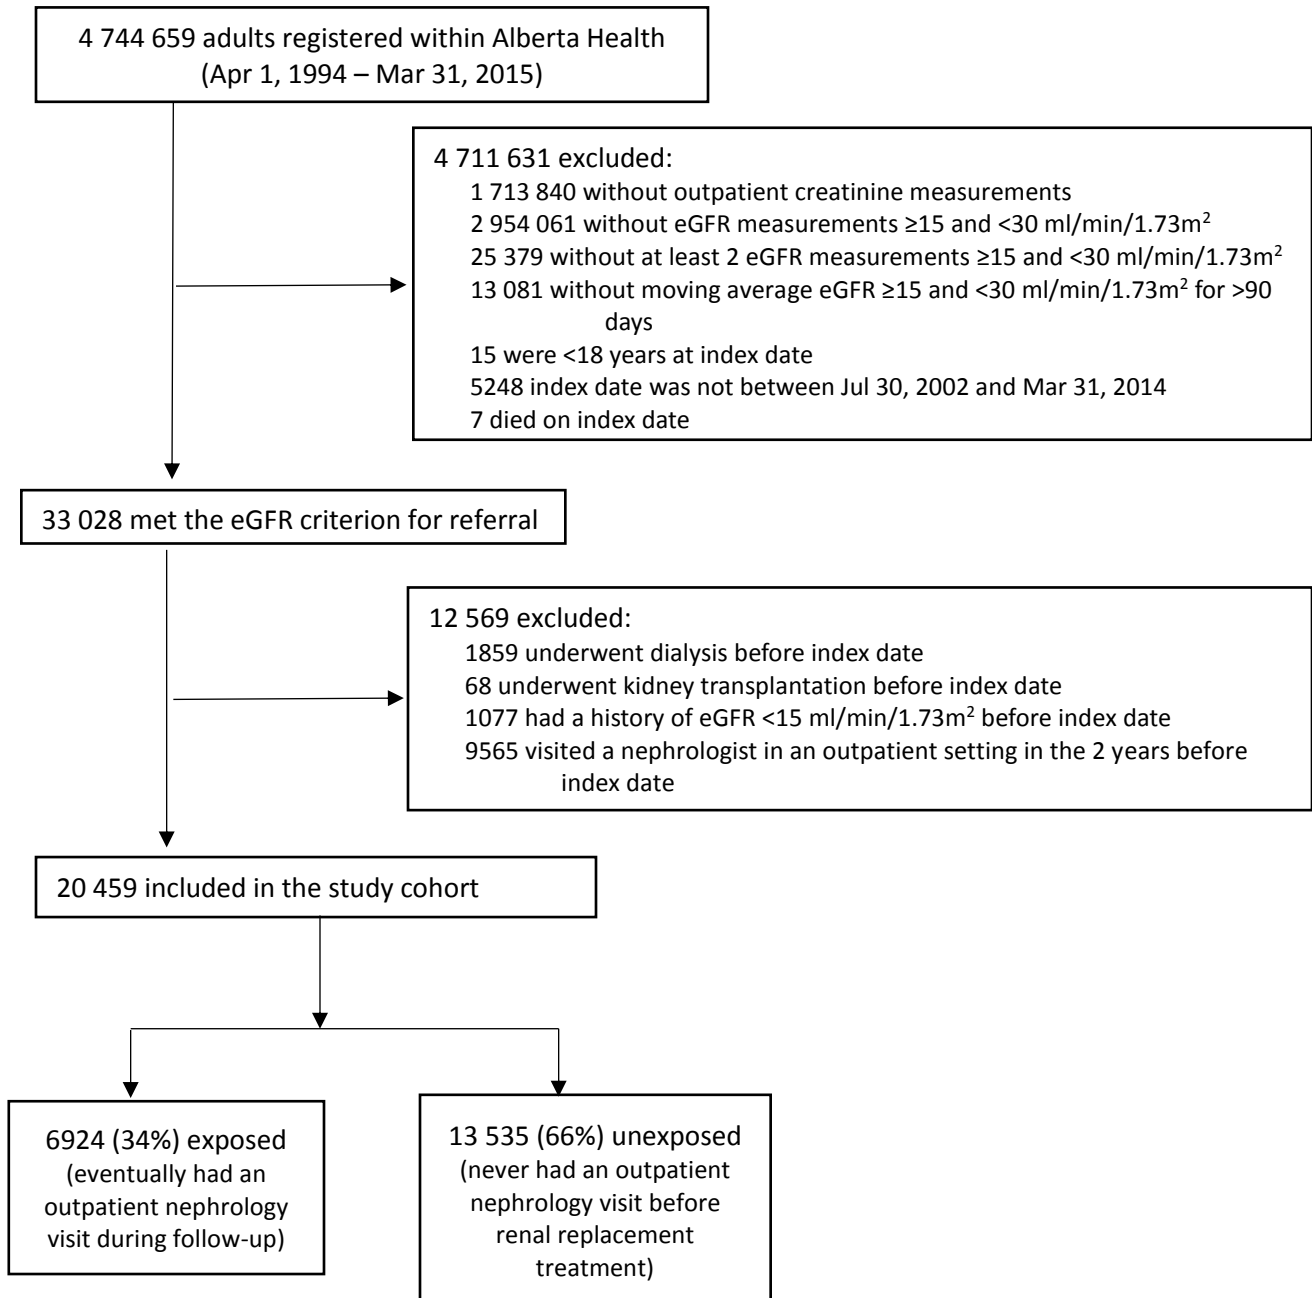 4 744 659 adults registered within Alberta Health
(Apr 1, 1994 – Mar 31, 2015)
4 711 631 excluded:
1 713 840 without outpatient creatinine measurements
2 954 061 without eGFR measurements ≥15 and <30 ml/min/1.73m²
25 379 without at least 2 eGFR measurements ≥15 and <30 ml/min/1.73m²
13 081 without moving average eGFR ≥15 and <30 ml/min/1.73m² for >90
days
15 were <18 years at index date
5248 index date was not between Jul 30, 2002 and Mar 31, 2014
7 died on index date
33 028 met the eGFR criterion for referral
12 569 excluded:
1859 underwent dialysis before index date
68 underwent kidney transplantation before index date
1077 had a history of eGFR <15 ml/min/1.73m² before index date
9565 visited a nephrologist in an outpatient setting in the 2 years before
index date
20 459 included in the study cohort
6924 (34%) exposed
(eventually had an
outpatient nephrology
visit during follow-up)
13 535 (66%) unexposed
(never had an outpatient
nephrology visit before
renal replacement
treatment)